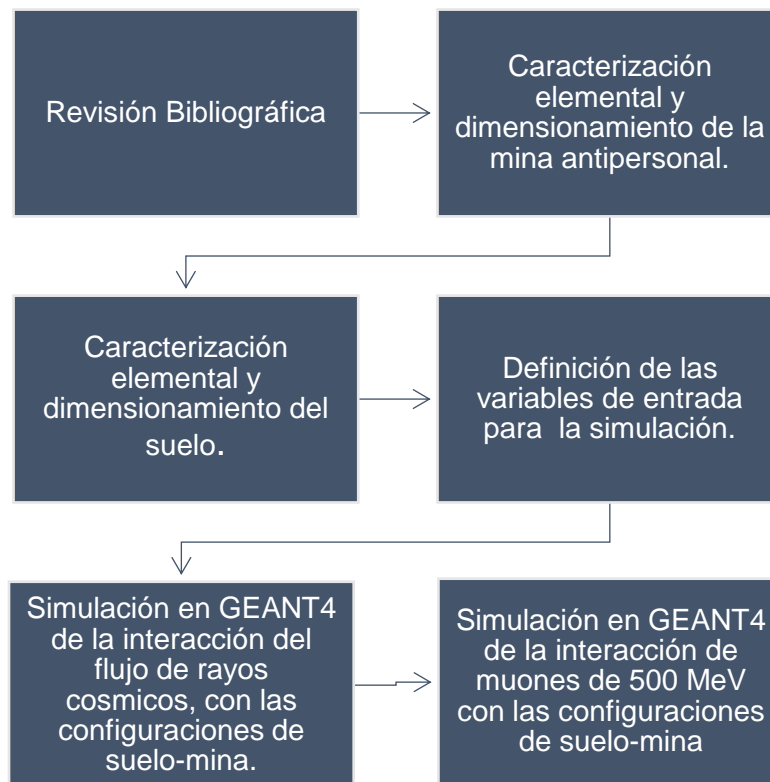 Revisión Bibliográfica
Caracterización
elemental y
dimensionamiento de la
mina antipersonal.
Caracterización
elemental y
dimensionamiento del
suelo.
Definición de las
variables de entrada
para la simulación.
Simulación en GEANT4
de la interacción del
flujo de rayos
cosmicos, con las
configuraciones de
suelo-mina.
Simulación en GEANT4
de la interacción de
muones de 500 MeV
con las configuraciones
de suelo-mina